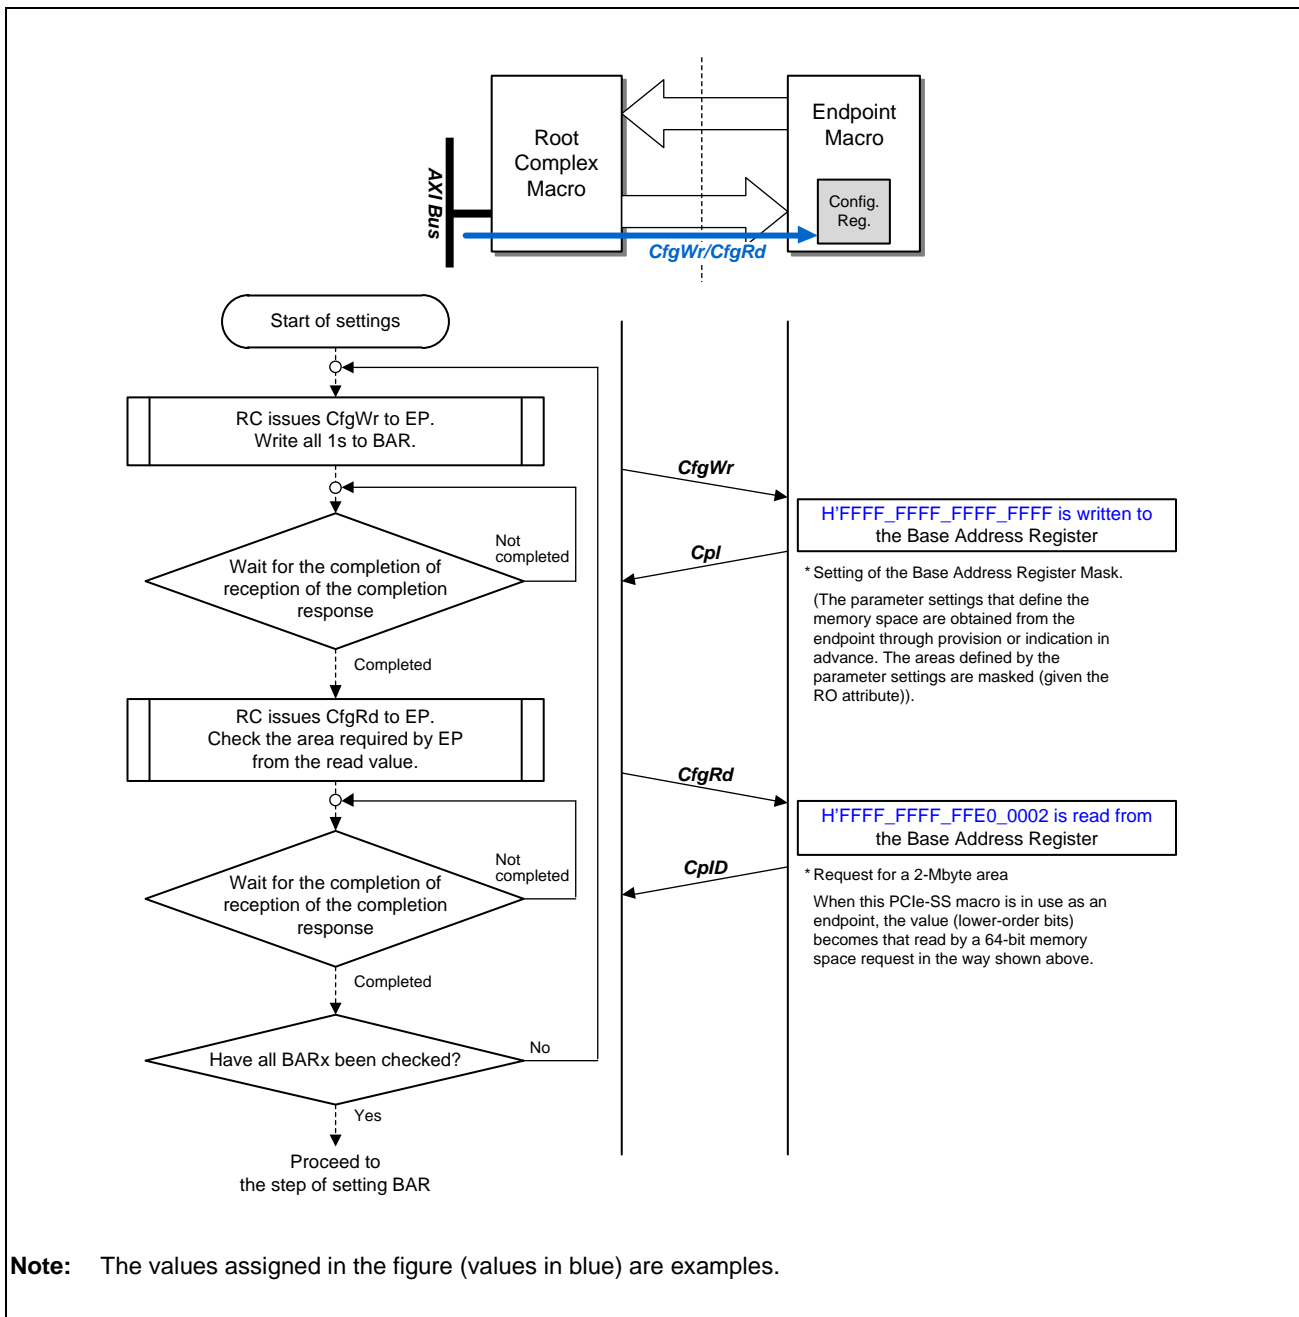 Root
Complex
Macro
Endpoint
Macro
Config.
Reg.
AXI Bus
CfgWr/CfgRd
Start of settings
RC issues CfgWr to EP.
Write all 1s to BAR.
CfgWr
H'FFFF_FFFF_FFFF_FFFF is written to
the Base Address Register
Not
completed
Wait for the completion of
reception of the completion
response
Cpl
* Setting of the Base Address Register Mask.
(The parameter settings that define the
memory space are obtained from the
endpoint through provision or indication in
advance. The areas defined by the
parameter settings are masked (given the
RO attribute)).
Completed
RC issues CfgRd to EP.
Check the area required by EP
from the read value.
CfgRd
H'FFFF_FFFF_FFE0_0002 is read from
the Base Address Register
Not
completed
Wait for the completion of
reception of the completion
response
CplD
* Request for a 2-Mbyte area
When this PCIe-SS macro is in use as an
endpoint, the value (lower-order bits)
becomes that read by a 64-bit memory
space request in the way shown above.
Completed
Have all BARx been checked?
No
Yes
Proceed to
the step of setting BAR
Note: The values assigned in the figure (values in blue) are examples.